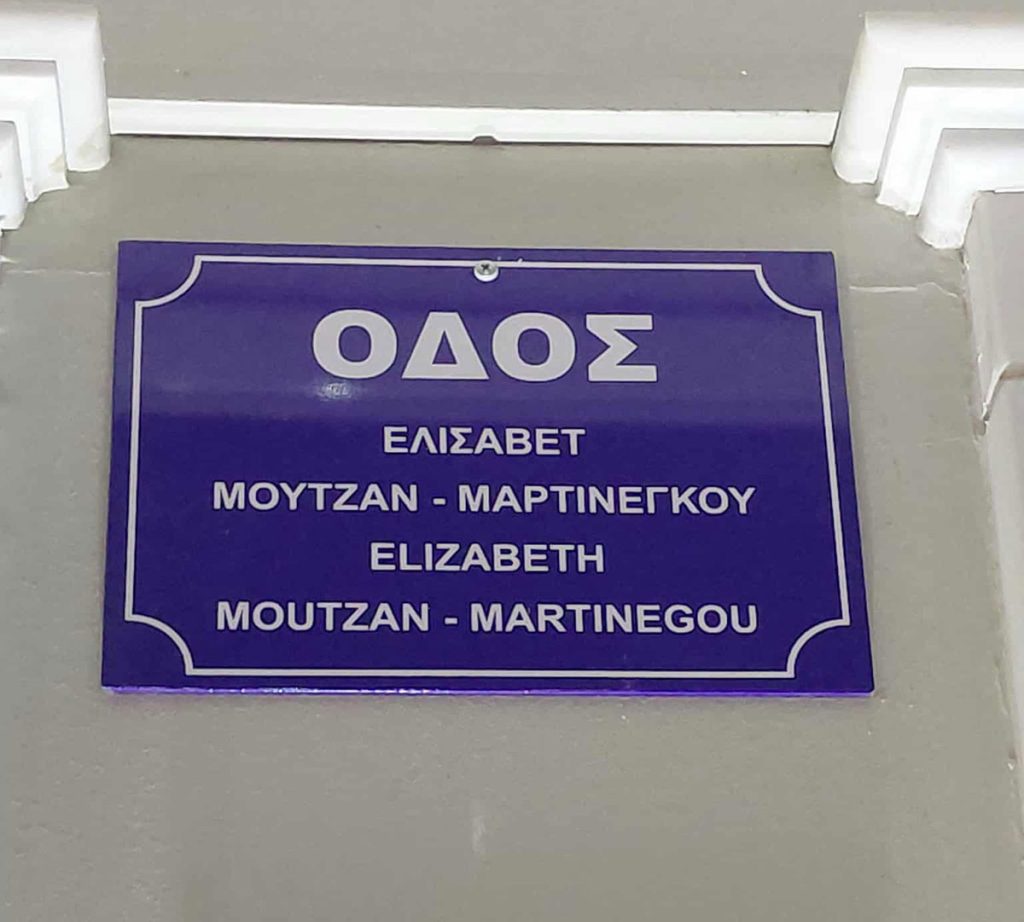 ΟΔΟΣ
ΕΛΙΣΑΒΕΤ
ΜΟΥΤΖΑΝ - ΜΑΡΤΙΝΕΓΚΟΥ
ELIZABETH
MOUTZAN - MARTINEGOU